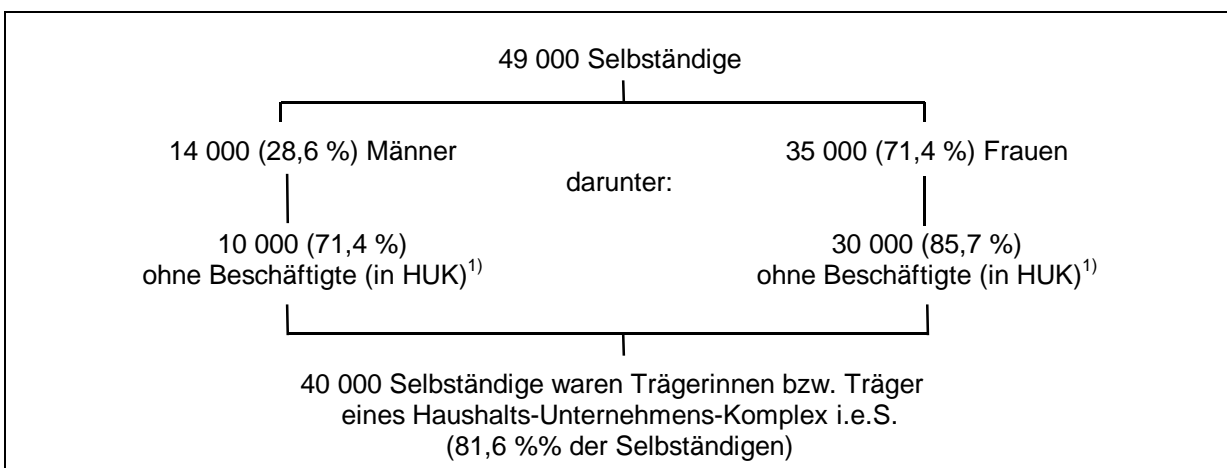 49 000 Selbständige
14 000 (28,6 %) Männer
35 000 (71,4 %) Frauen
darunter:
10 000 (71,4 %)
ohne Beschäftigte (in HUK)1)
30 000 (85,7 %)
ohne Beschäftigte (in HUK)1)
40 000 Selbständige waren Trägerinnen bzw. Träger
eines Haushalts-Unternehmens-Komplex i.e.S.
(81,6 %% der Selbständigen)